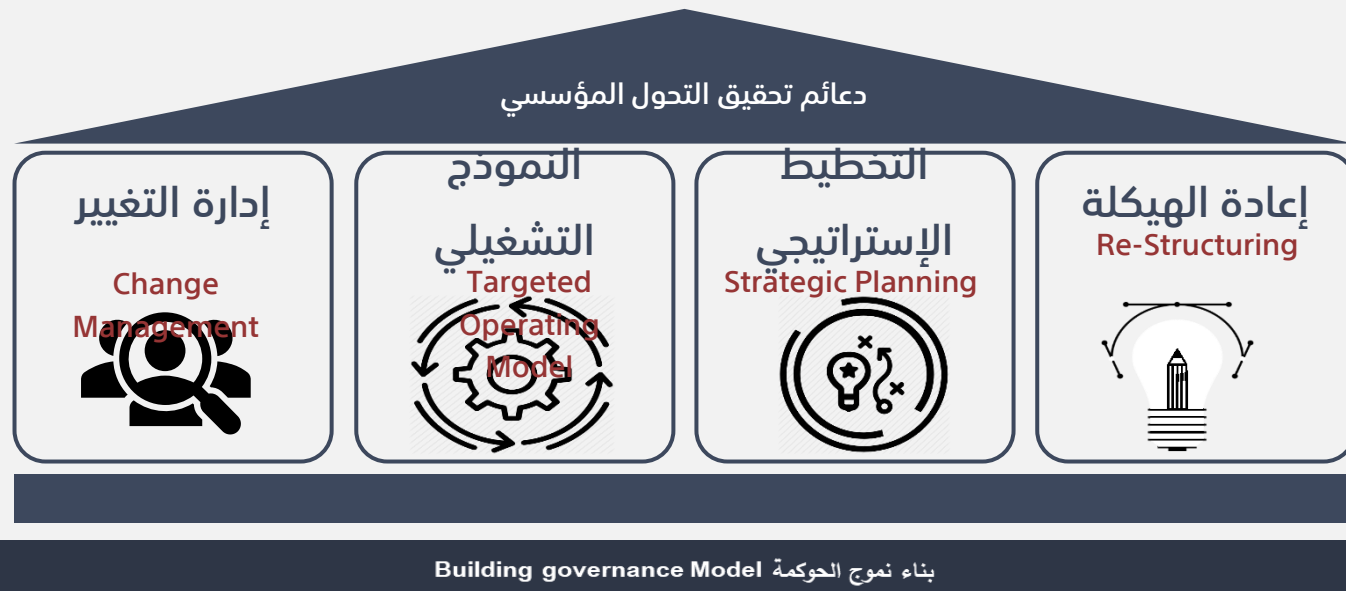 دعائم تحقيق التحول المؤسسي
إعادة الهيكلة
Re-Structuring
التخطيط
الإستراتيجي
Strategic Planning
النموذج
التشغيلي
Targeted
Operating
Model
إدارة التغيير
Change
Management
بناء نموج الحوكمة Building governance Model